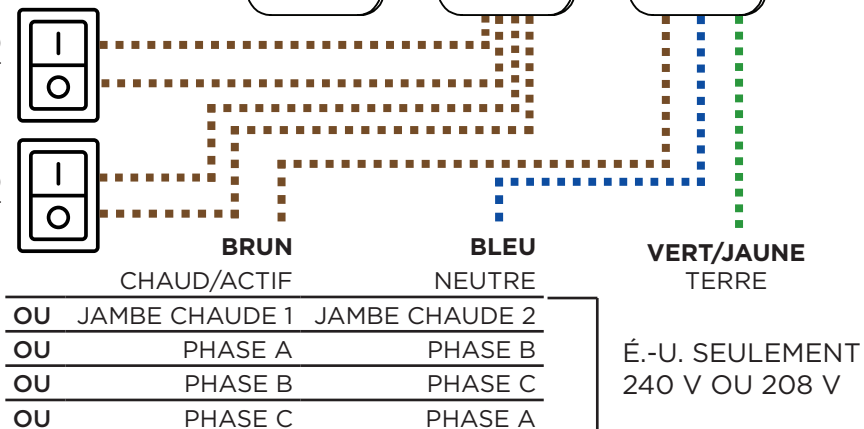 BRUN BLEU VERT/JAUNE
CHAUD/ACTIF NEUTRE TERRE
OU JAMBE CHAUDE 1 JAMBE CHAUDE 2
OU PHASE A PHASE B
OU PHASE B PHASE C
OU PHASE C PHASE A
É.-U. SEULEMENT
240 V OU 208 V